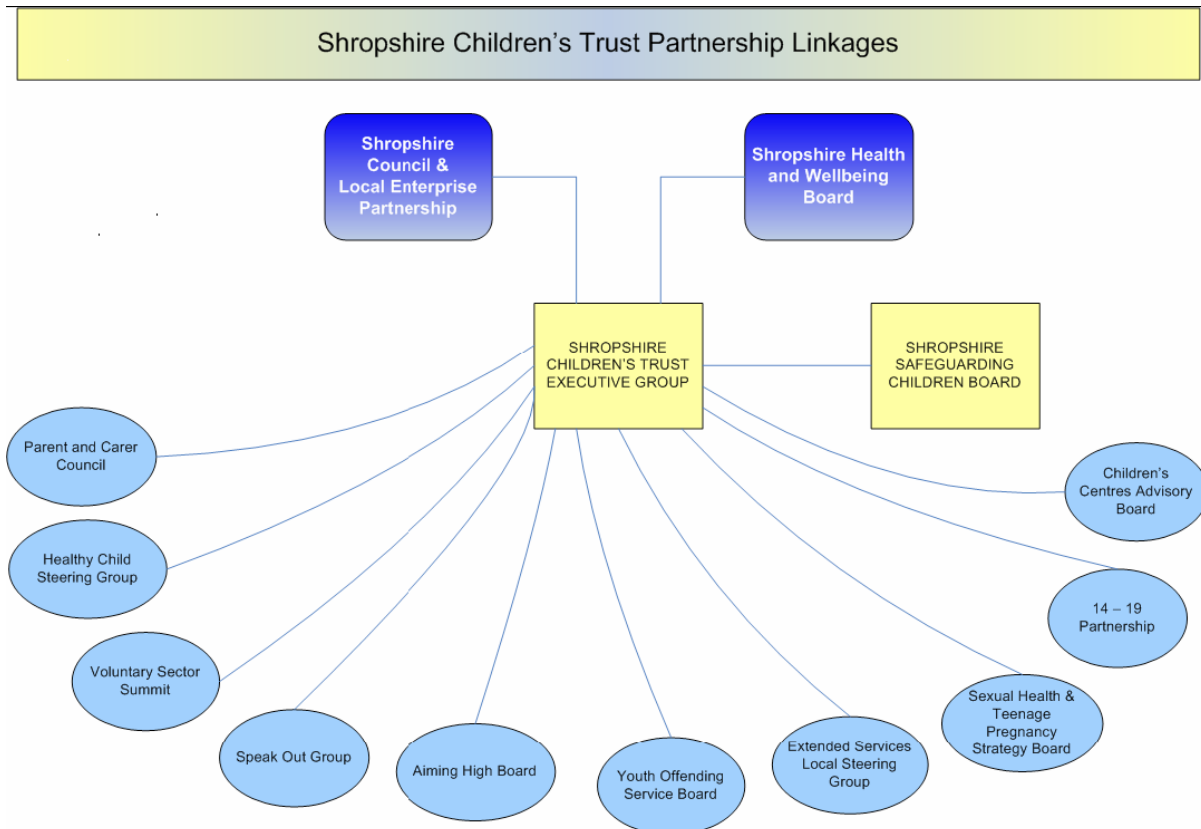 Shropshire Children's Trust Partnership Linkages
Shropshire
Council &
Local Enterprise
Partnership
Shropshire Health
and Wellbeing
Board
SHROPSHIRE
CHILDREN'S TRUST
EXECUTIVE GROUP
SHROPSHIRE
SAFEGUARDING
CHILDREN BOARD
Parent and Carer
Council
Healthy Child
Steering Group
Voluntary Sector
Summit
Speak Out Group
Aiming High Board
Youth Offending
Service Board
Extended Services
Local Steering
Group
Sexual Health &
Teenage
Pregnancy
Strategy Board
14 – 19
Partnership
Children's
Centres Advisory
Board